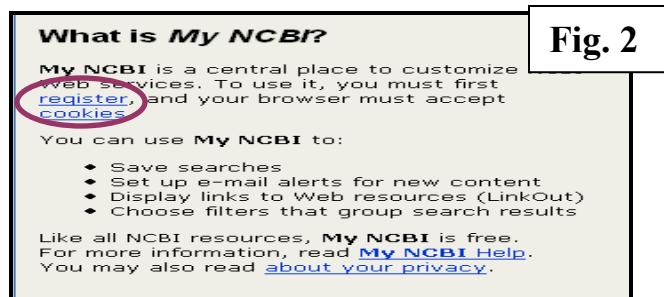 What is My NCBI?
Fig. 2
My NCBI is a central place to customize
Web services. To use it, you must first
register, and your browser must accept
cookies
You can use My NCBI to:
• Save searches
• Set up e-mail alerts for new content
• Display links to Web resources (LinkOut)
• Choose filters that group search results
Like all NCBI resources, My NCBI is free.
For more information, read My NCBI Help.
You may also read about your privacy.